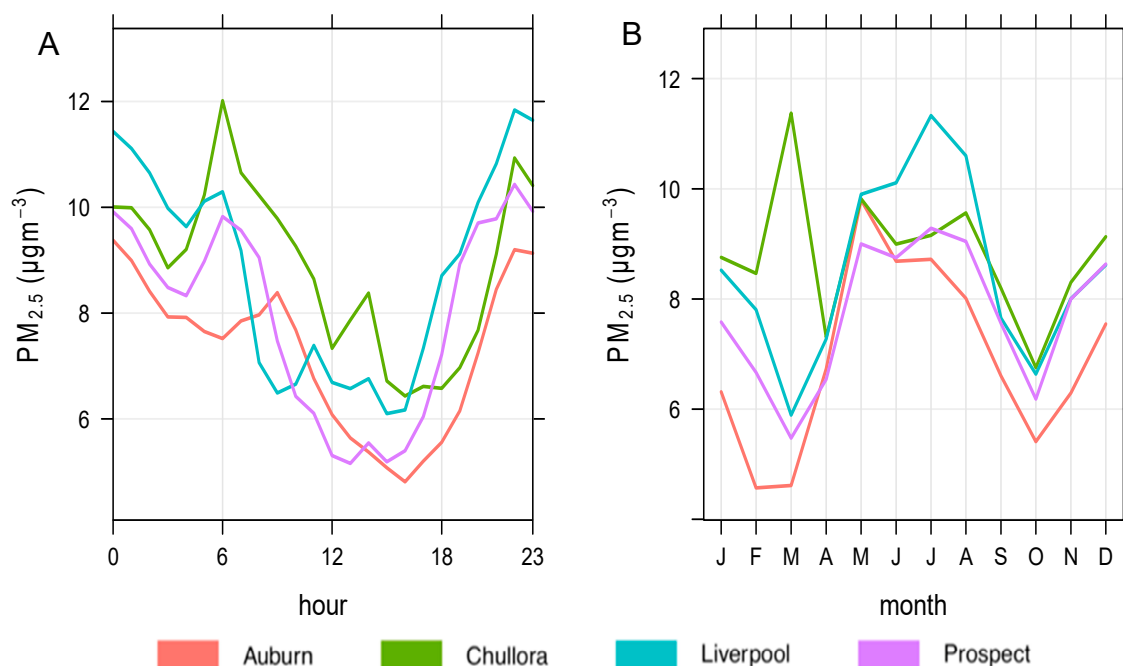 A
PM2.5 (µgm−3)
12
10
8
6
0 6 12 18 23
hour
B
PM2.5 (µgm−3)
12
10
8
6
J F M A M J J A S O N D
month
Auburn Chullora Liverpool Prospect